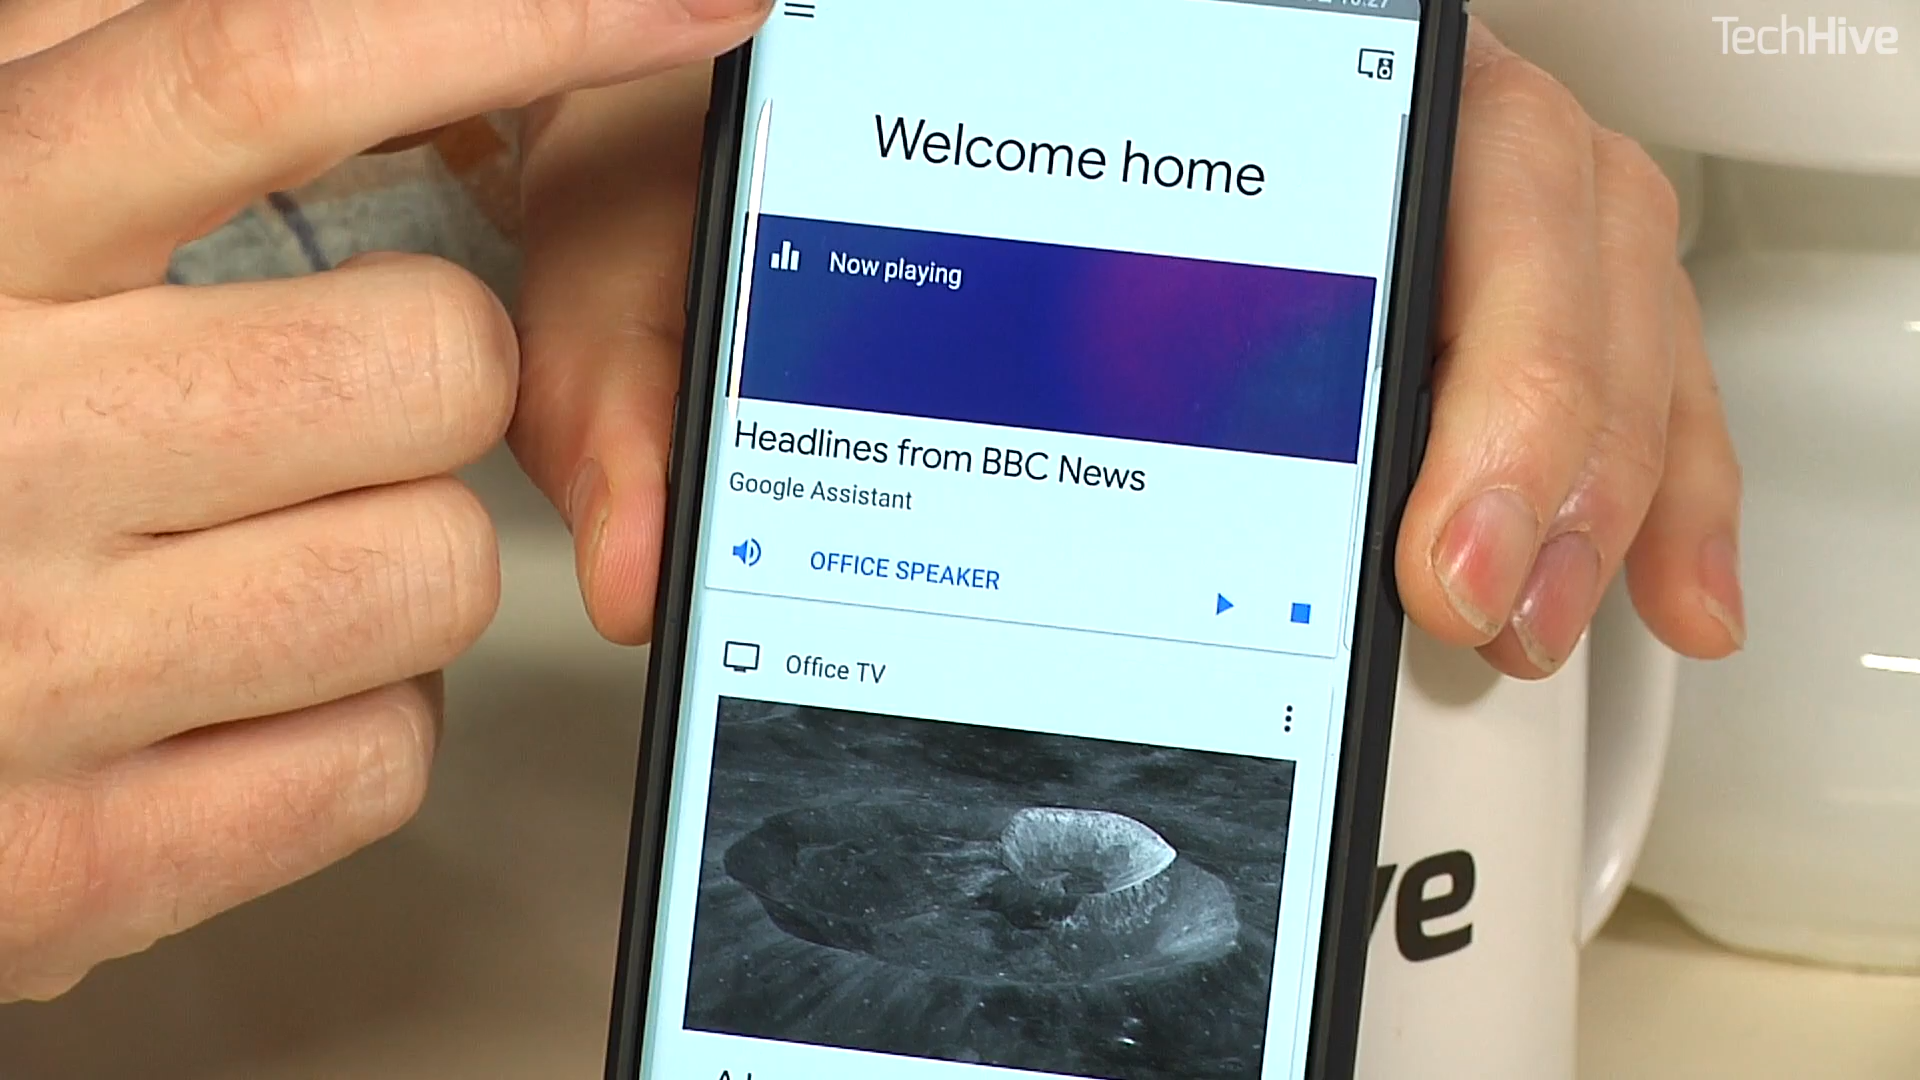 TechHive
Welcome home
Now playing
Headlines from BBC News
Google Assistant
OFFICE SPEAKER
Office TV
ve